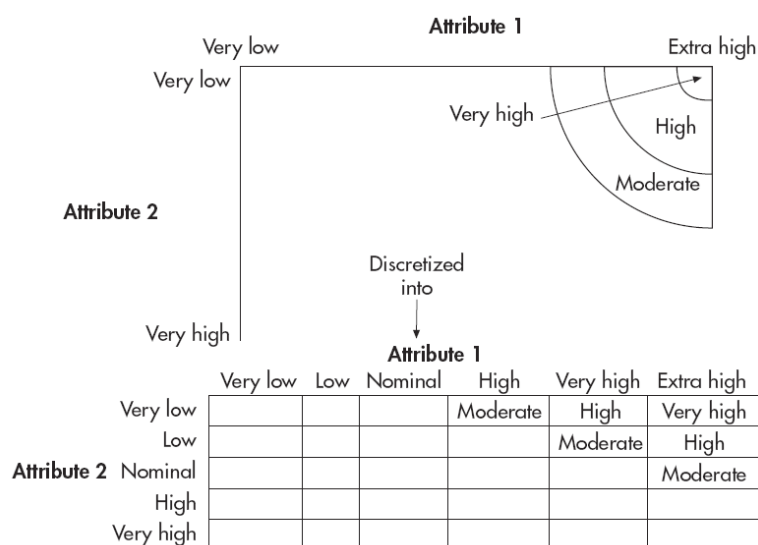 Attribute 1
Very low Extra high
Very low
Very high
High
Moderate
Attribute 2
Discretized
into
Very high
Attribute 1
Very low Low Nominal High Very high Extra high
Very low Moderate High Very high
Low Moderate High
Attribute 2 Nominal Moderate
High
Very high